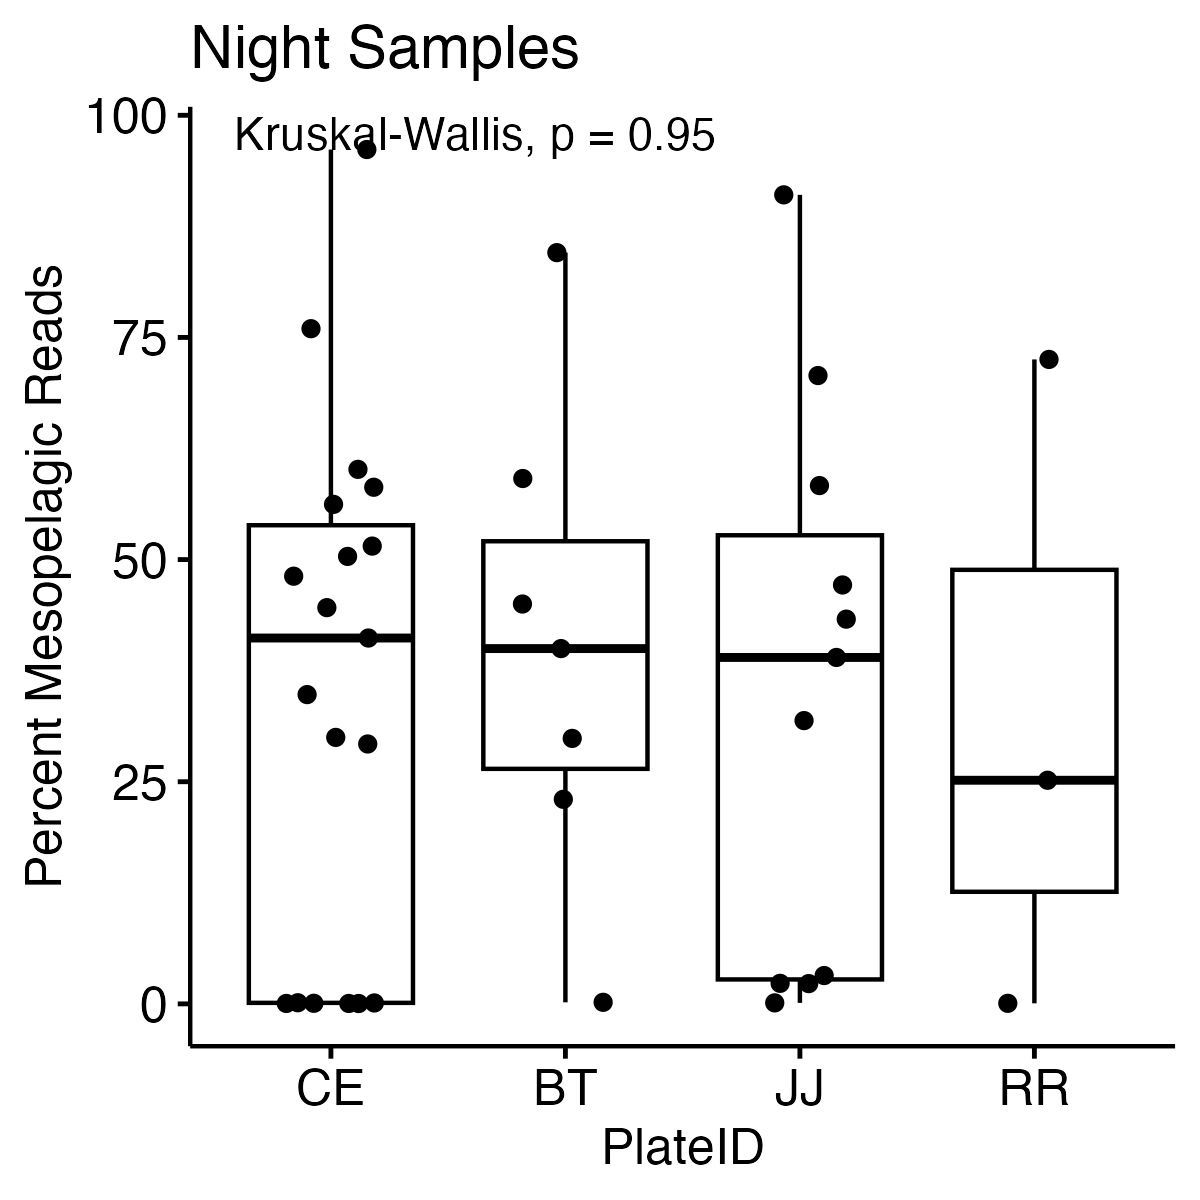 Night Samples
Kruskal-Wallis, p = 0.95
Percent Mesopelagic Reads
100
75
50
25
0
CE BT JJ RR
PlateID